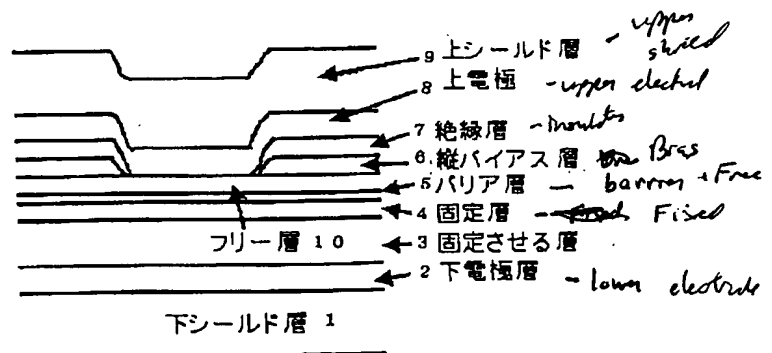 9 上シールド層 - upper shield
8 上電極 - upper electrod
7 絶縁層 - Insulator
6.縦バイアス層 Bias
5 バリア層 - barrier + Free
4 固定層 - Fixed
フリー層 10
3 固定させる層
2 下電極層 - lower electrode
下シールド層 1